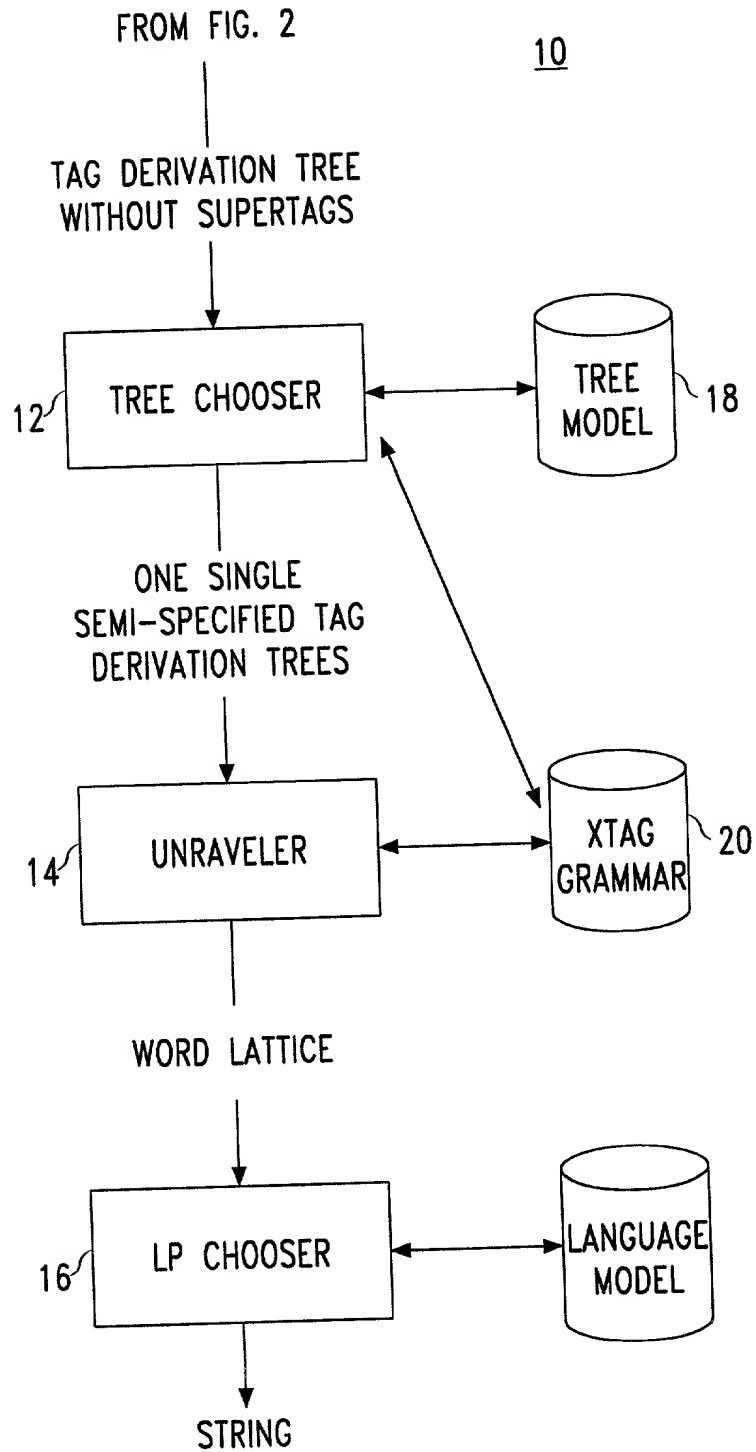 FROM FIG. 2
10
TAG DERIVATION TREE
WITHOUT SUPERTAGS
12
TREE CHOOSER
TREE
MODEL
18
ONE SINGLE
SEMI-SPECIFIED TAG
DERIVATION TREES
14
UNRAVELER
XTAG
GRAMMAR
20
WORD LATTICE
16
LP CHOOSER
LANGUAGE
MODEL
STRING